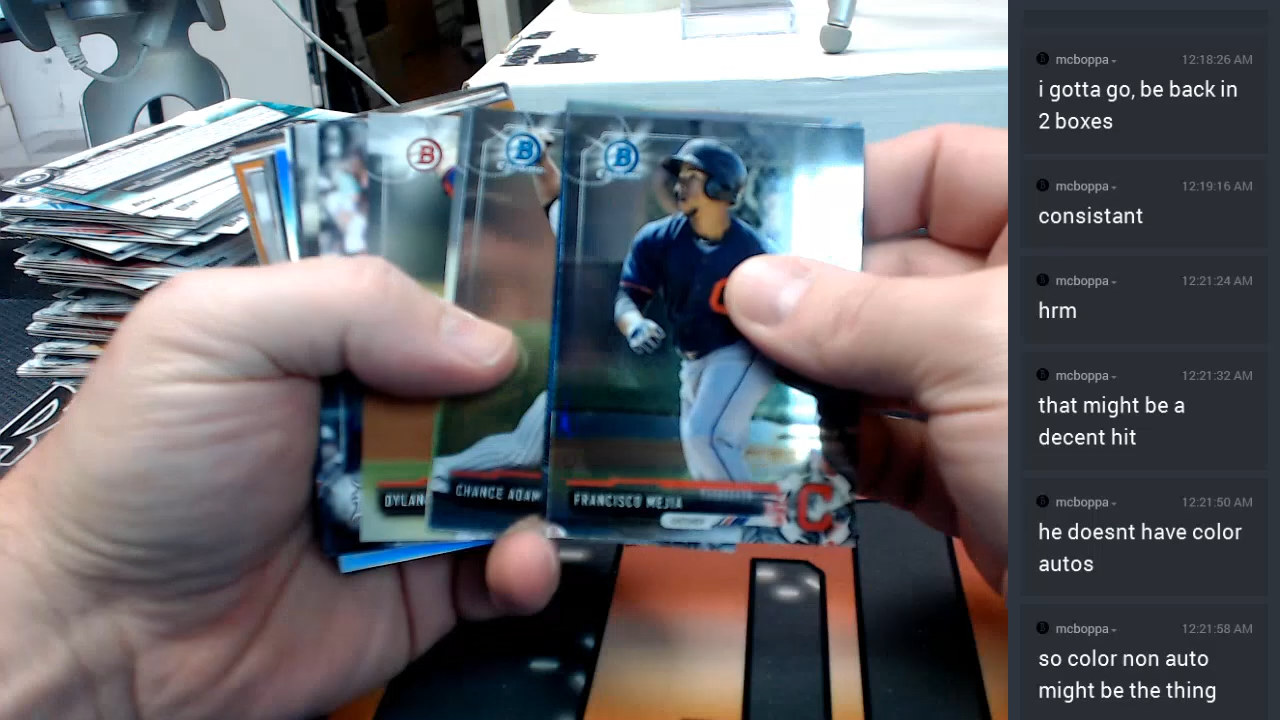 B
B
B
DYLAN
CHANCE ADAM
FRANCISCO MEJIA
C
C
mcboppa
12:18:26 AM
i gotta go, be back in
2 boxes
mcboppa
12:19:16 AM
consistant
mcboppa
12:21:24 AM
hrm
mcboppa
12:21:32 AM
that might be a
decent hit
mcboppa
12:21:50 AM
he doesnt have color
autos
mcboppa
12:21:58 AM
so color non auto
might be the thing